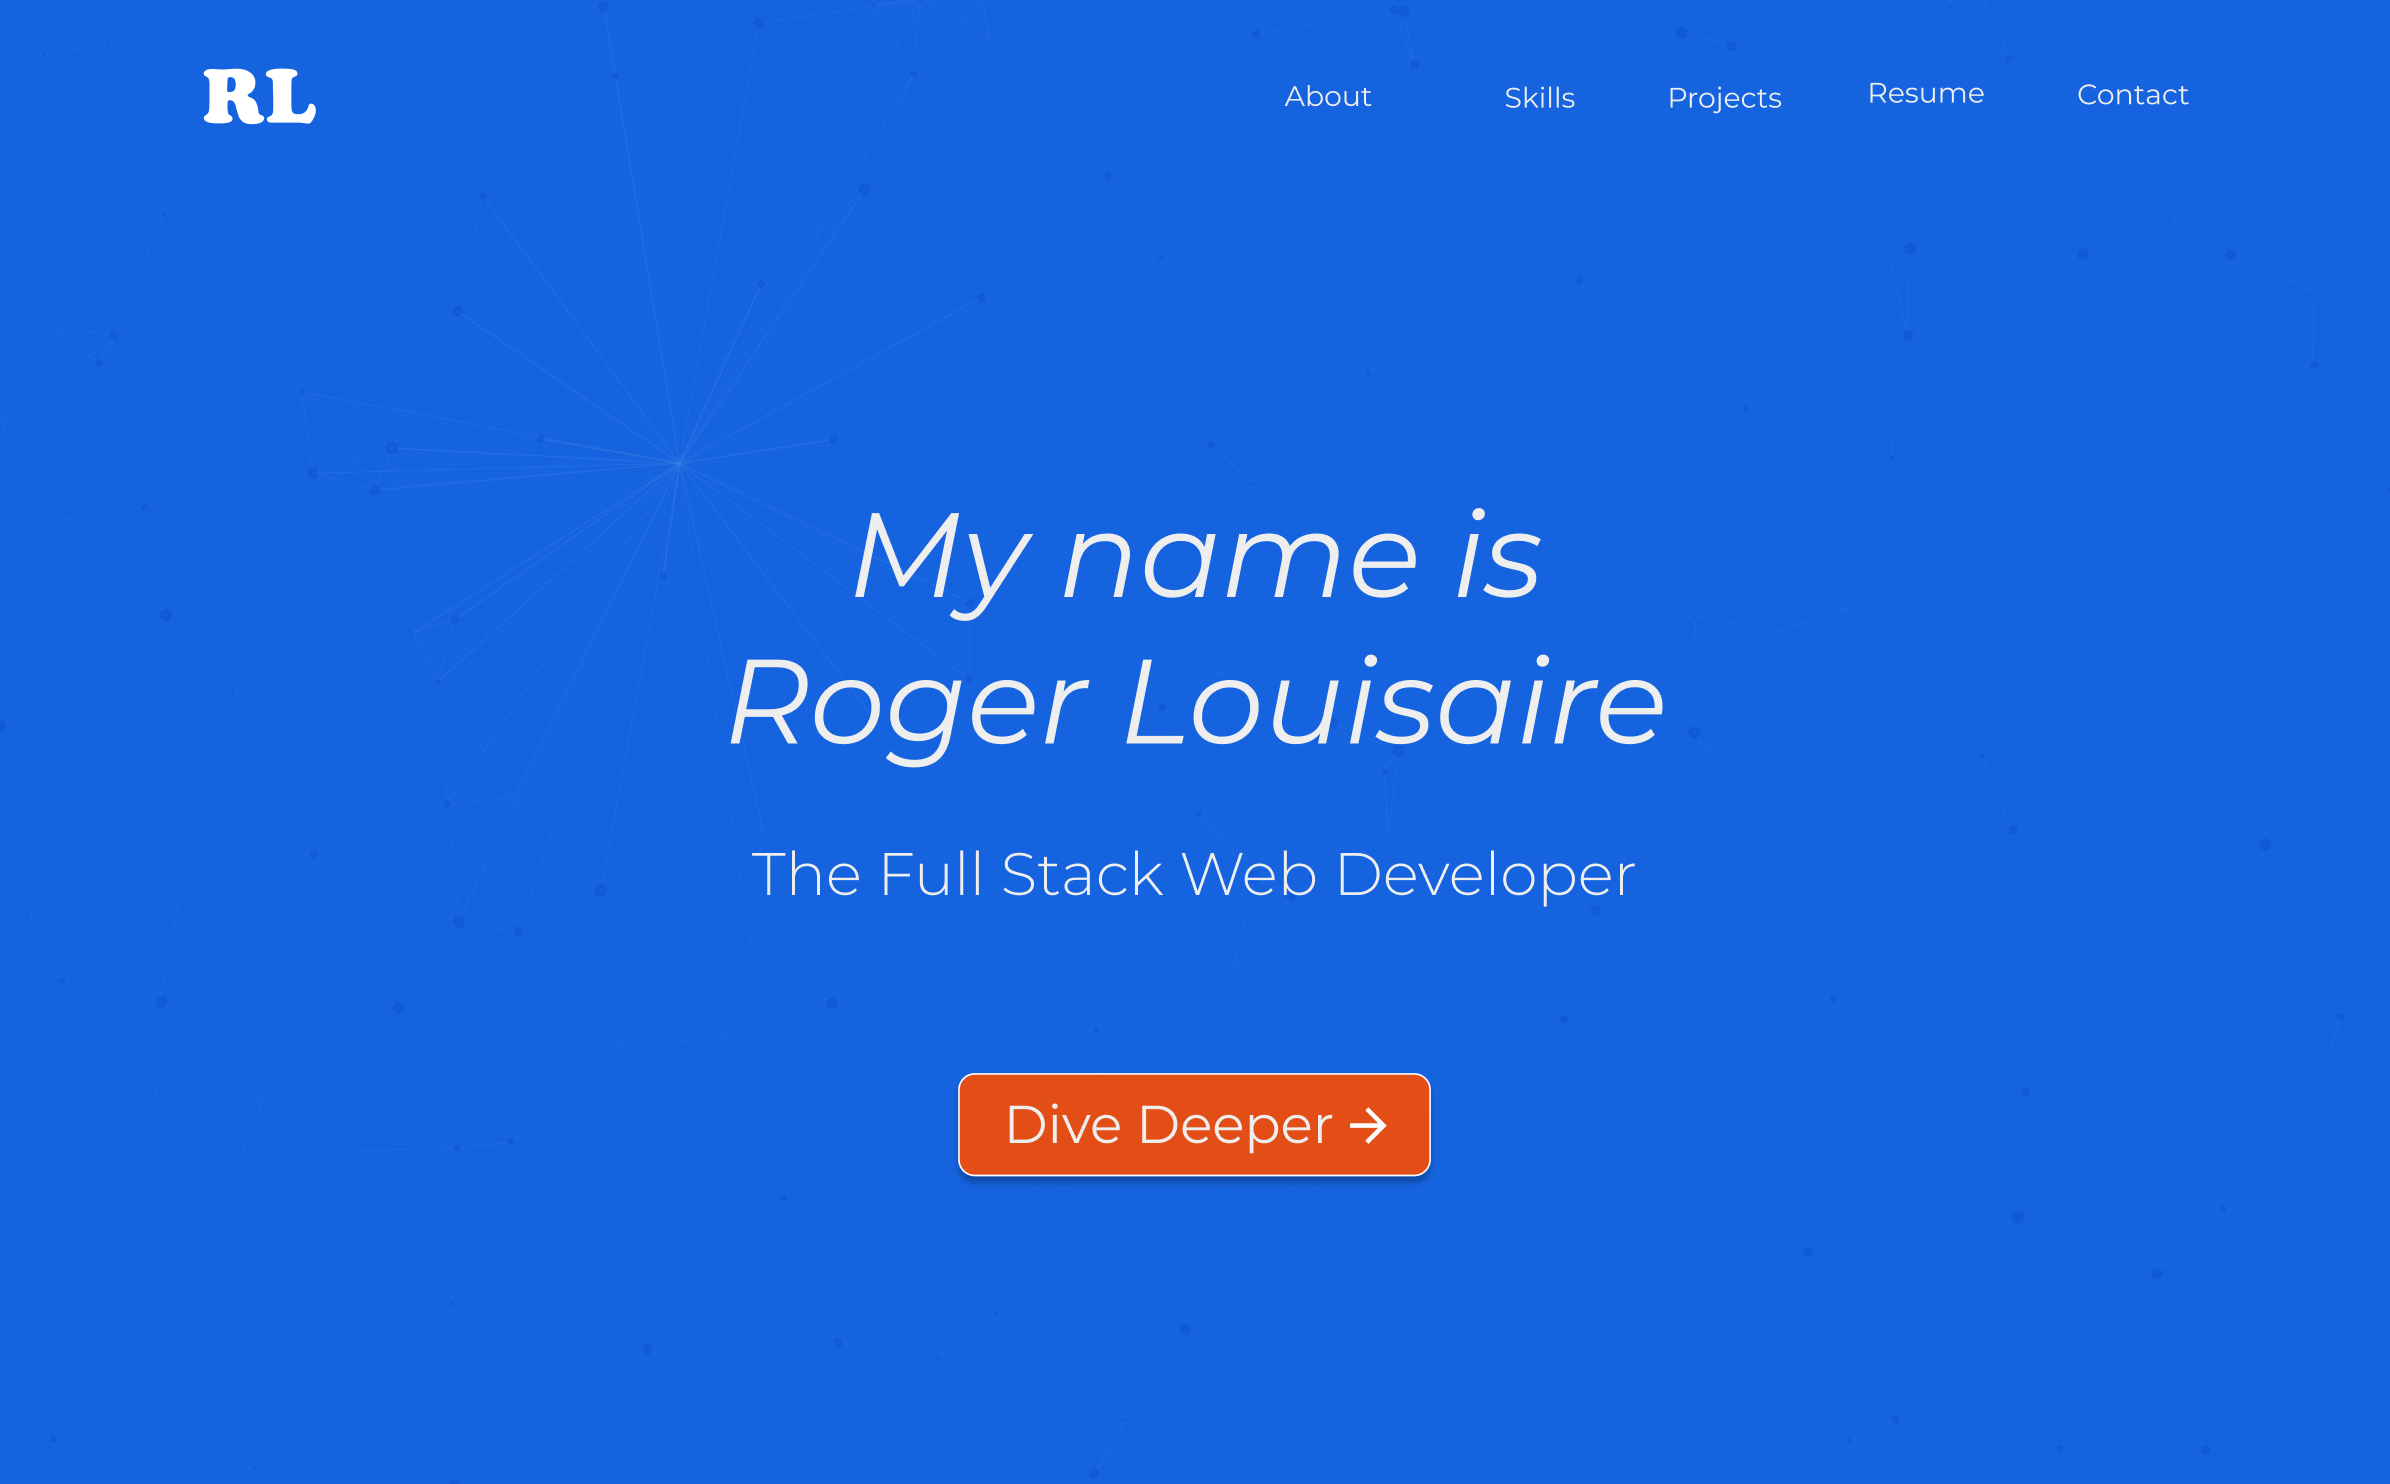 RL
About Skills Projects Resume Contact
My name is
Roger Louisaire
The Full Stack Web Developer
Dive Deeper →